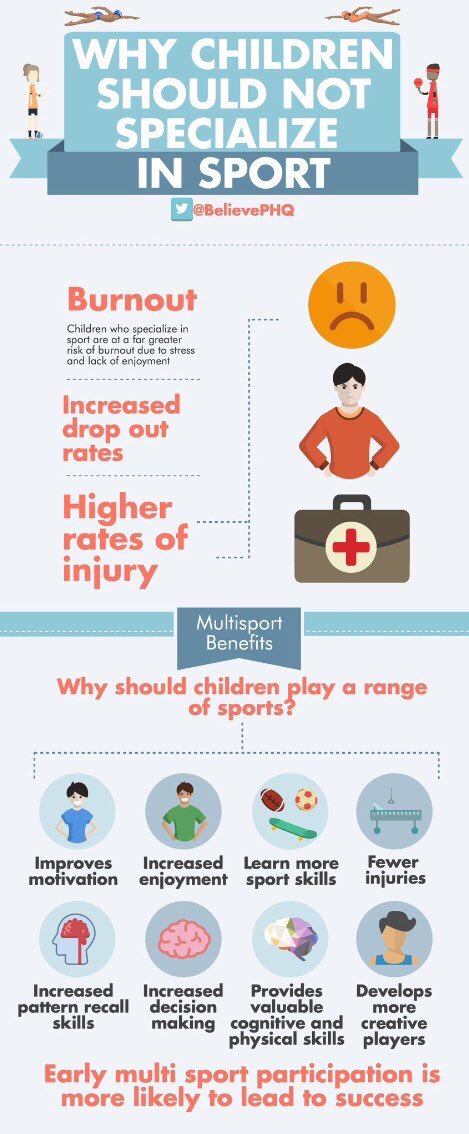 WHY CHILDREN
SHOULD NOT
SPECIALIZE
IN SPORT
@BelievePHQ
Burnout
Children who specialize in
sport are at a far greater
risk of burnout due to stress
and lack of enjoyment
Increased
drop out
rates
Higher
rates of
injury
Multisport
Benefits
Why should children play a range
of sports?
Improves
motivation
Increased
enjoyment
Learn more
sport skills
Fewer
injuries
Increased
pattern recall
skills
Increased
decision
making
Provides
valuable
cognitive and
physical skills
Develops
more
creative
players
Early multi sport participation is
more likely to lead to success